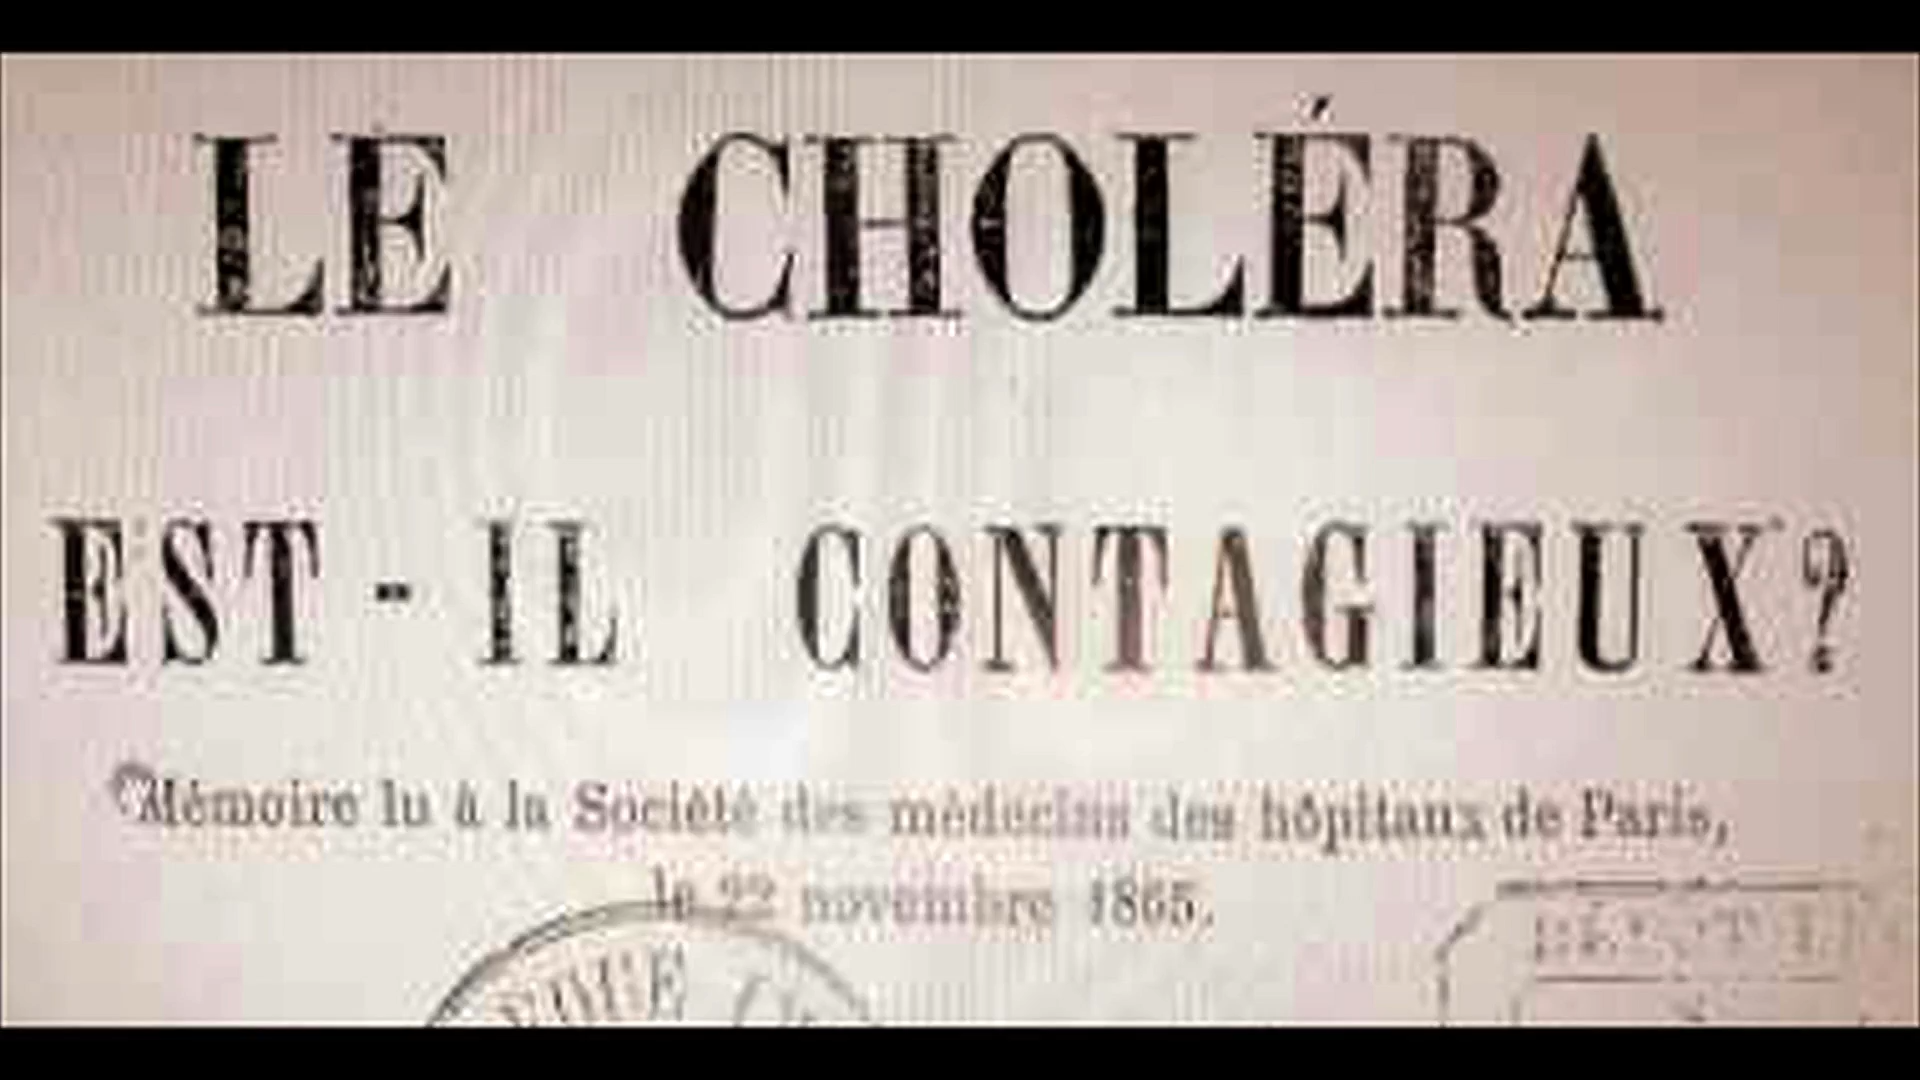 LE CHOLÉRA
EST-IL CONTAGIEUX?
Mémoire lu à la Société des médecins des hôpitaux de Paris,
le 22 novembre 1865.